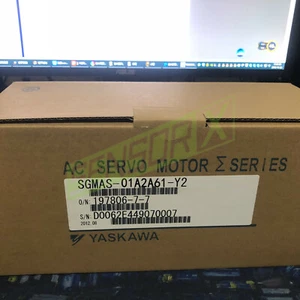 AC SERVO MOTOR Σ SERIES
SGMAS-01A2A61-Y2
O/N: 197806-7-7
S/N: D0062E449070007
2012.06
YASKAWA